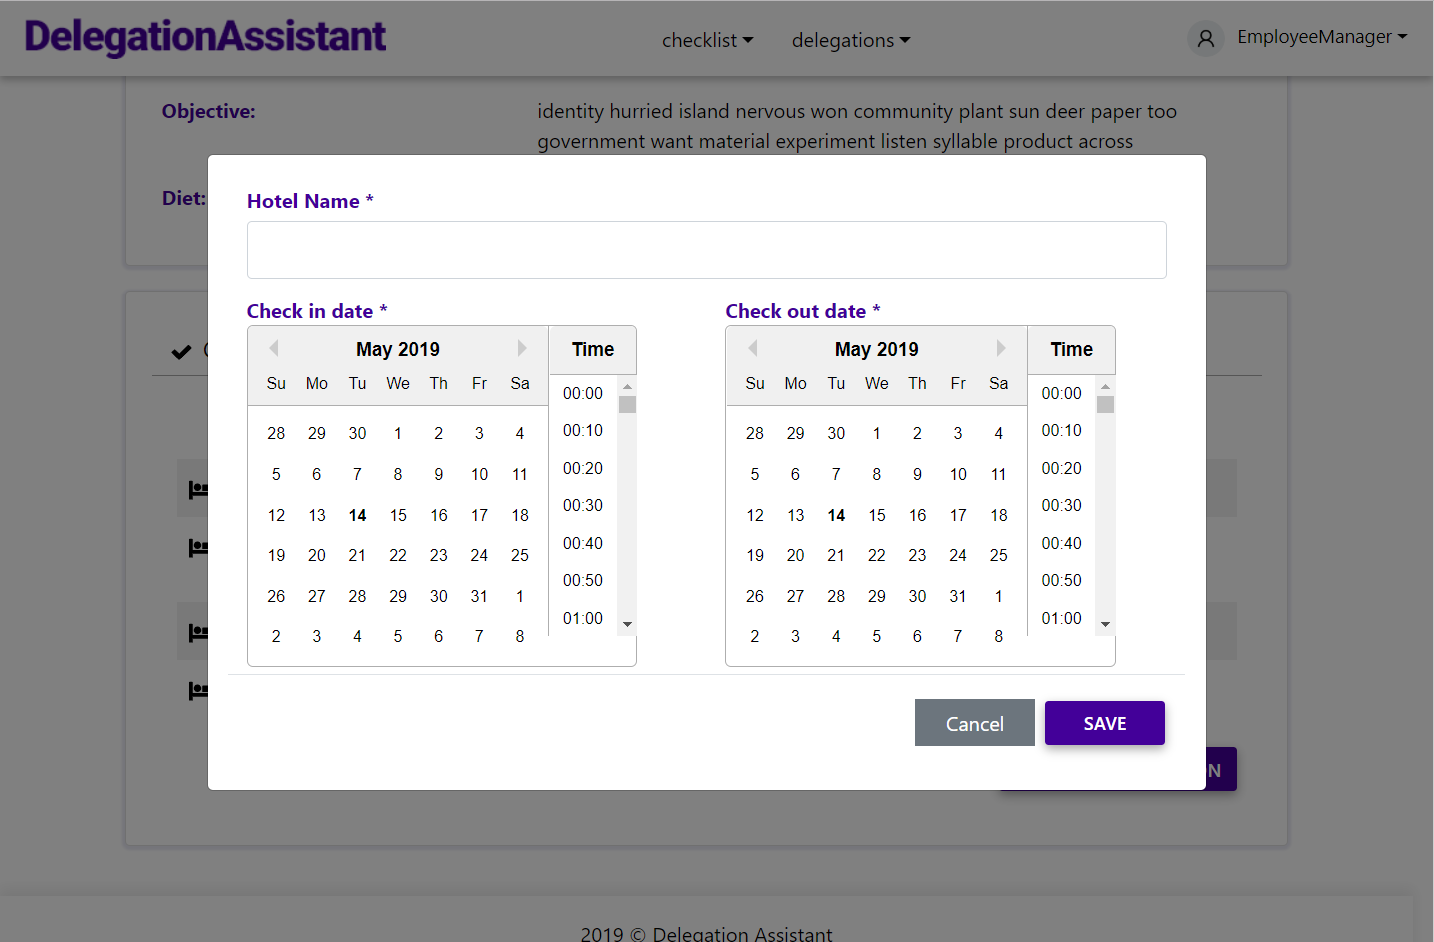 DelegationAssistant
checklist delegations EmployeeManager
Objective: identity hurried island nervous won community plant sun deer paper too
government want material experiment listen syllable product across
Diet:
Hotel Name *
Check in date * Check out date *
May 2019 Time May 2019 Time
Su Mo Tu We Th Fr Sa Su Mo Tu We Th Fr Sa
00:00 00:00
28 29 30 1 2 3 4 00:10 28 29 30 1 2 3 4 00:10
5 6 7 8 9 10 11 00:20 5 6 7 8 9 10 11 00:20
12 13 14 15 16 17 18 00:30 12 13 14 15 16 17 18 00:30
19 20 21 22 23 24 25 00:40 19 20 21 22 23 24 25 00:40
26 27 28 29 30 31 1 00:50 26 27 28 29 30 31 1 00:50
2 3 4 5 6 7 8 01:00 2 3 4 5 6 7 8 01:00
Cancel SAVE
N
2019 © Delegation Assistant